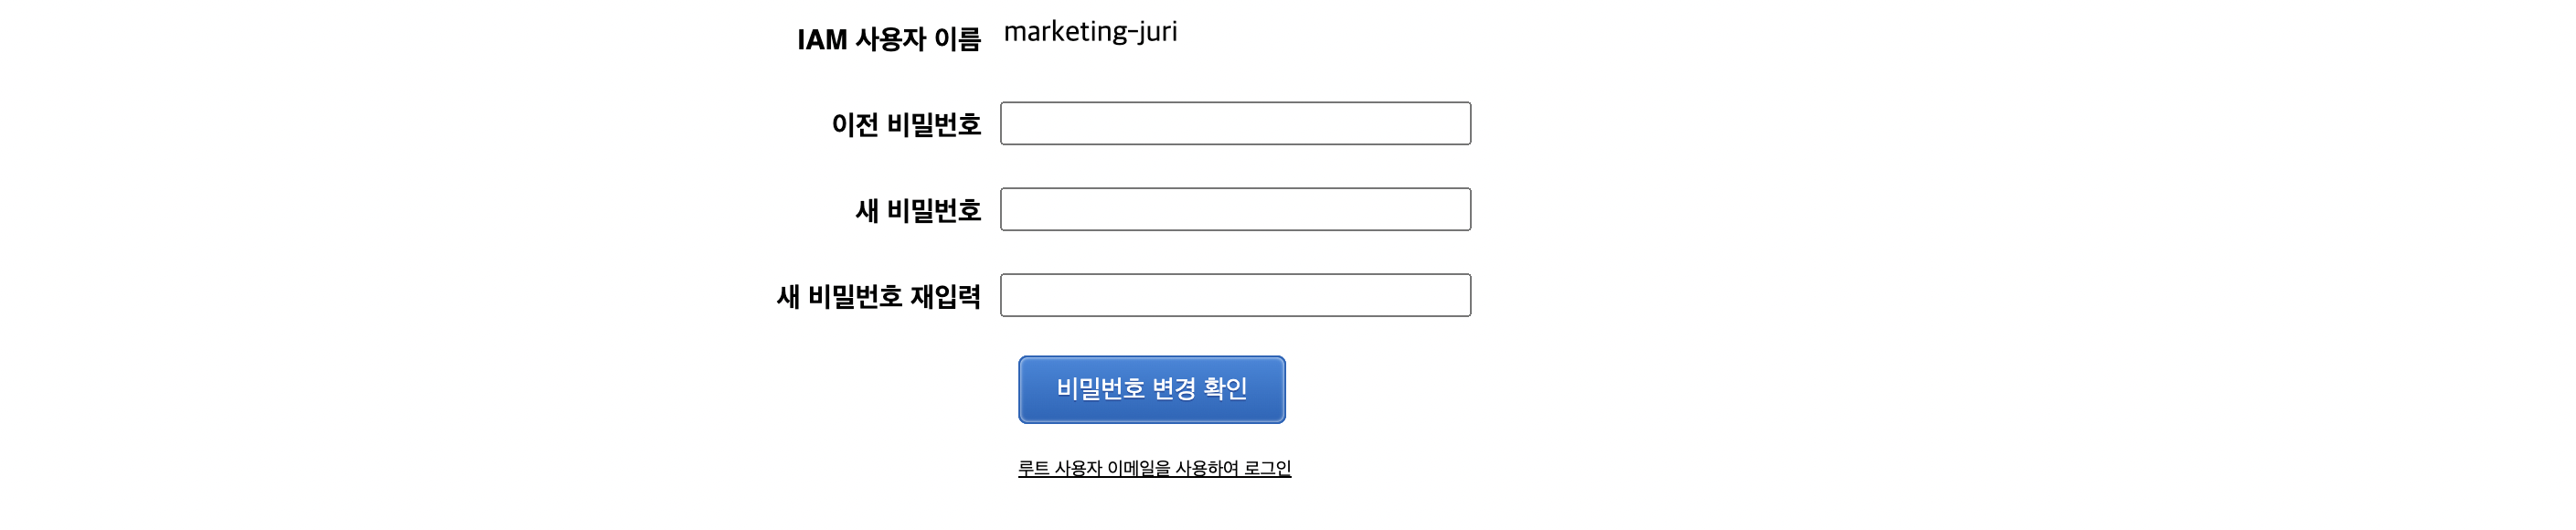 IAM 사용자 이름 marketing-juri
이전 비밀번호
새 비밀번호
새 비밀번호 재입력
비밀번호 변경 확인
루트 사용자 이메일을 사용하여 로그인